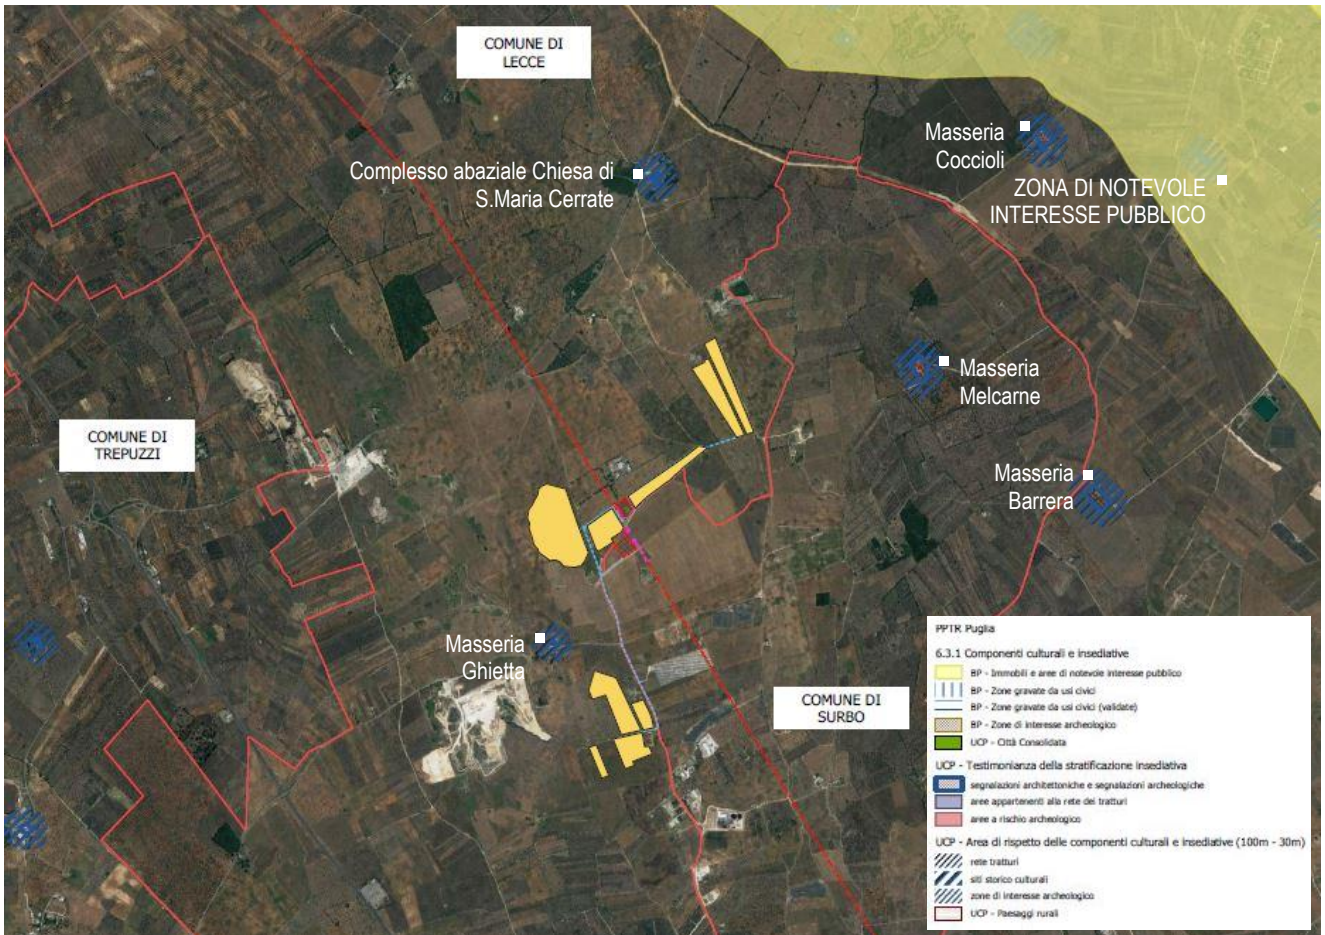 COMUNE DI
LECCE
Masseria
Coccioli
Complesso abaziale Chiesa di
S.Maria Cerrate
ZONA DI NOTEVOLE
INTERESSE PUBBLICO
Masseria
Melcarne
COMUNE DI
TREPUZZI
Masseria
Barrera
Masseria
Ghietta
COMUNE DI
SURBO
PPTR Puglia
6.3.1 Componenti culturali e insediative
BP - Immobili e aree di notevole interesse pubblico
BP - Zone gravate da usi civici
BP - Zone gravate da usi civici (validate)
BP - Zone di interesse archeologico
UCP - Città Consolidata
UCP - Testimonianza della stratificazione insediativa
segnalazioni architettoniche e segnalazioni archeologiche
aree appartenenti alla rete dei tratturi
aree a rischio archeologico
UCP - Area di rispetto delle componenti culturali e insediative (100m - 30m)
rete tratturi
siti storico culturali
zone di interesse archeologico
UCP - Paesaggi rurali